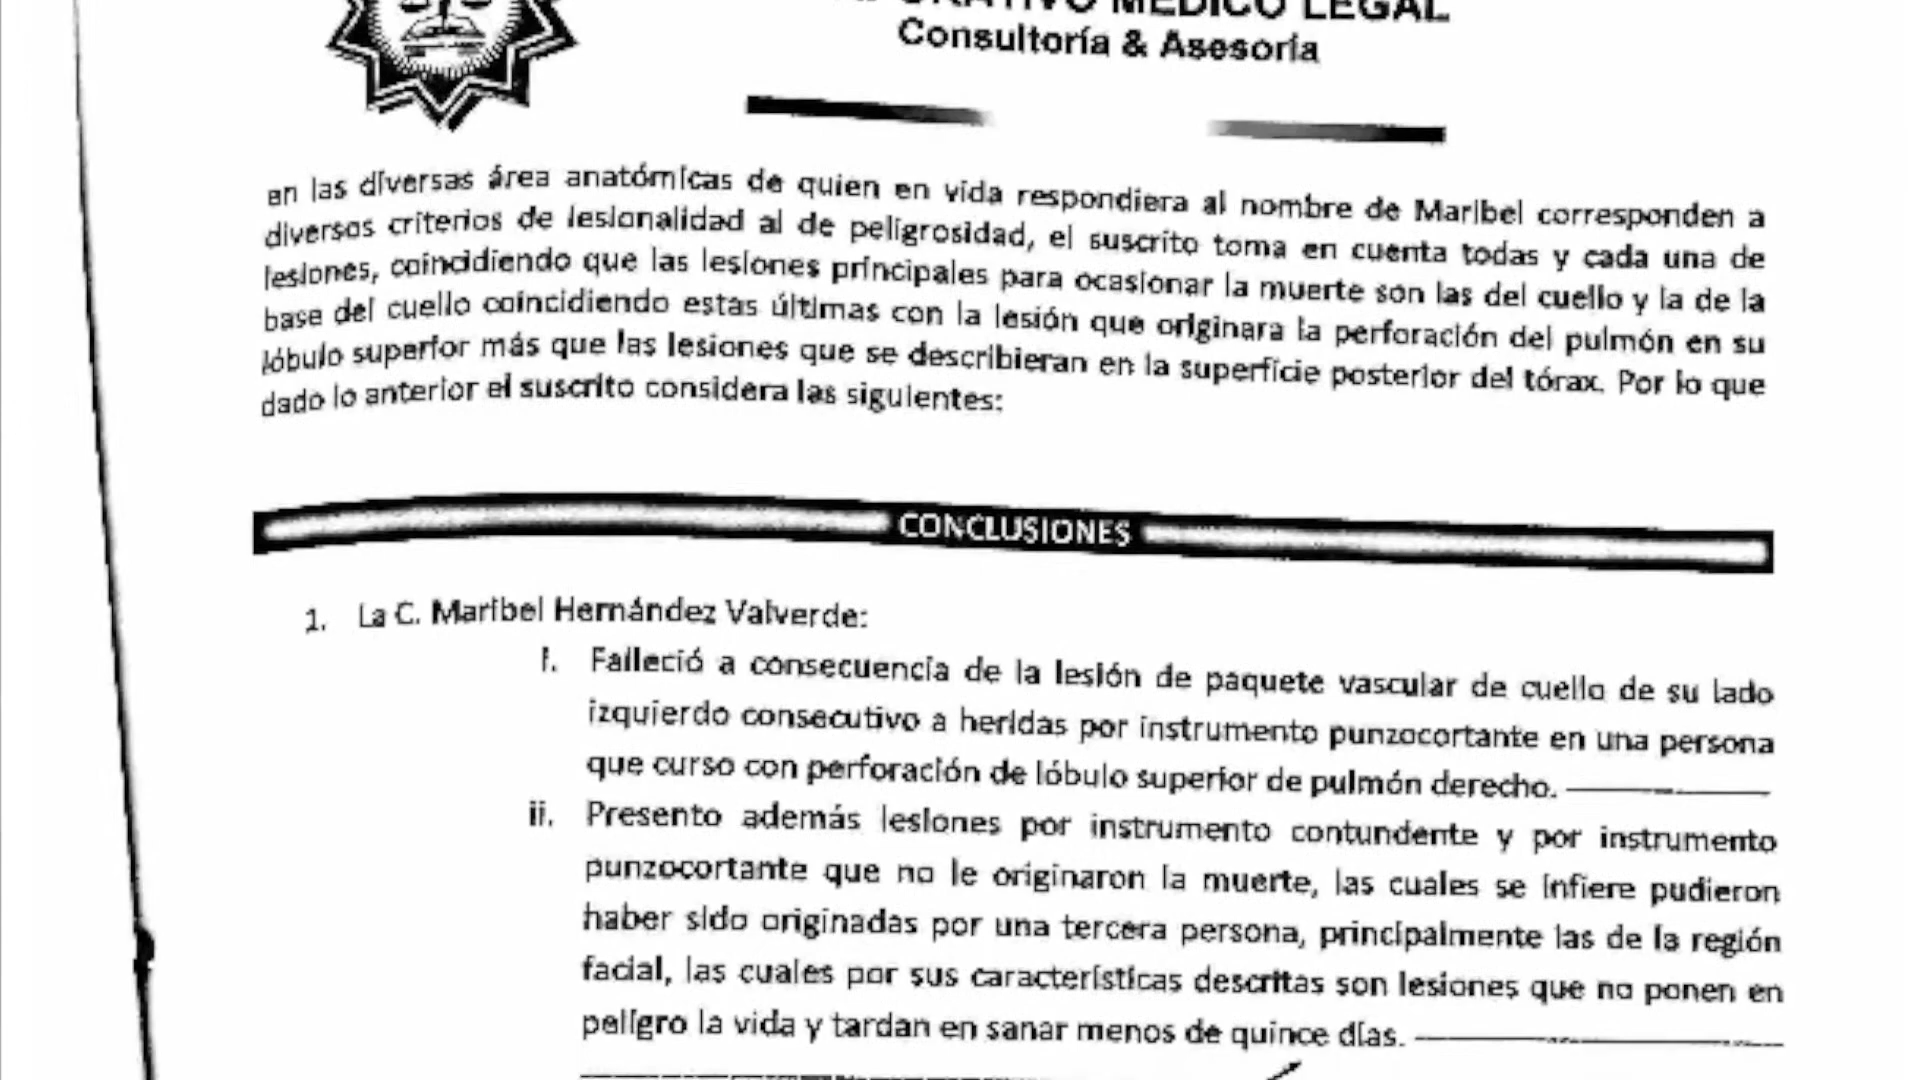 MEDICO LEGAL
Consultoría & Asesoría
en las diversas área anatómicas de quien en vida respondiera al nombre de Maribel corresponden a
diversos criterios de lesionalidad al de peligrosidad, el suscrito toma en cuenta todas y cada una de
lesiones, coincidiendo que las lesiones principales para ocasionar la muerte son las del cuello y la de la
base del cuello coincidiendo estas últimas con la lesión que originara la perforación del pulmón en su
lóbulo superior más que las lesiones que se describieran en la superficie posterior del tórax. Por lo que
dado lo anterior el suscrito considera las siguientes:
CONCLUSIONES
1. La C. Maribel Hernández Valverde:
i. Falleció a consecuencia de la lesión de paquete vascular de cuello de su lado
izquierdo consecutivo a heridas por instrumento punzocortante en una persona
que curso con perforación de lóbulo superior de pulmón derecho.
ii. Presento además lesiones por instrumento contundente y por instrumento
punzocortante que no le originaron la muerte, las cuales se infiere pudieron
haber sido originadas por una tercera persona, principalmente las de la región
facial, las cuales por sus características descritas son lesiones que no ponen en
peligro la vida y tardan en sanar menos de quince días.